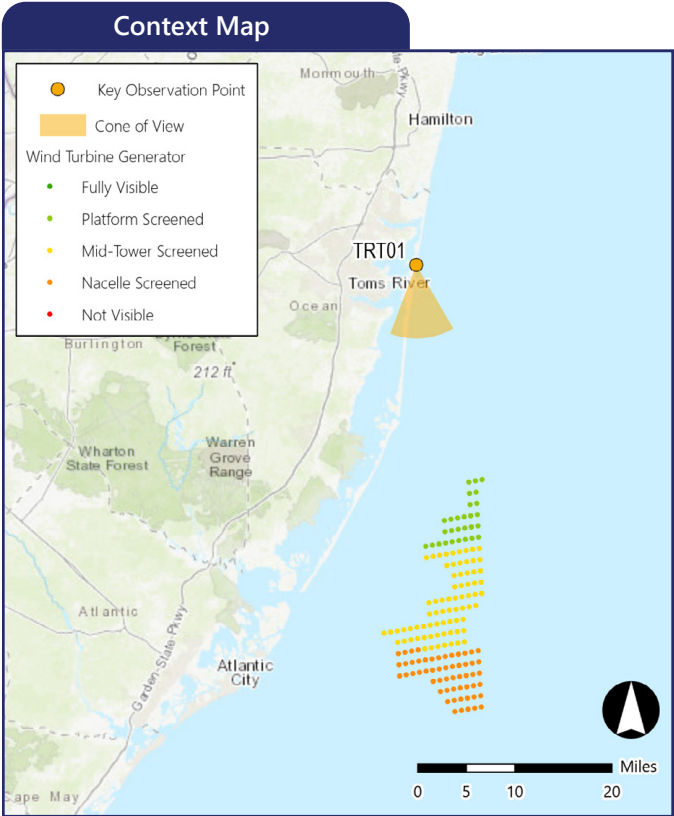 Context Map
Key Observation Point
Cone of View
Wind Turbine Generator
Fully Visible
Platform Screened
Mid-Tower Screened
Nacelle Screened
Not Visible
Monmouth
Hamilton
TRT01
Toms River
Ocean
Burlington
Forest
212 ft
Wharton
State Forest
Warren
Grove
Range
Atlantic
Garden State Pkwy
Atlantic
City
Cape May
Miles
0 5 10 20